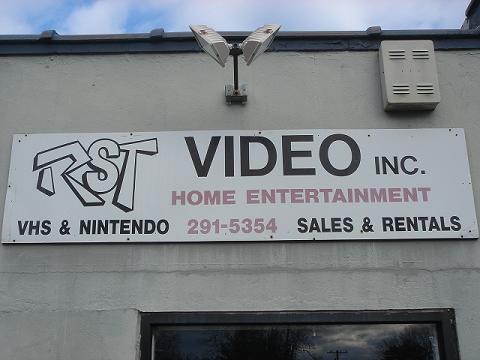 RST VIDEO INC.
HOME ENTERTAINMENT
VHS & NINTENDO 291-5354 SALES & RENTALS